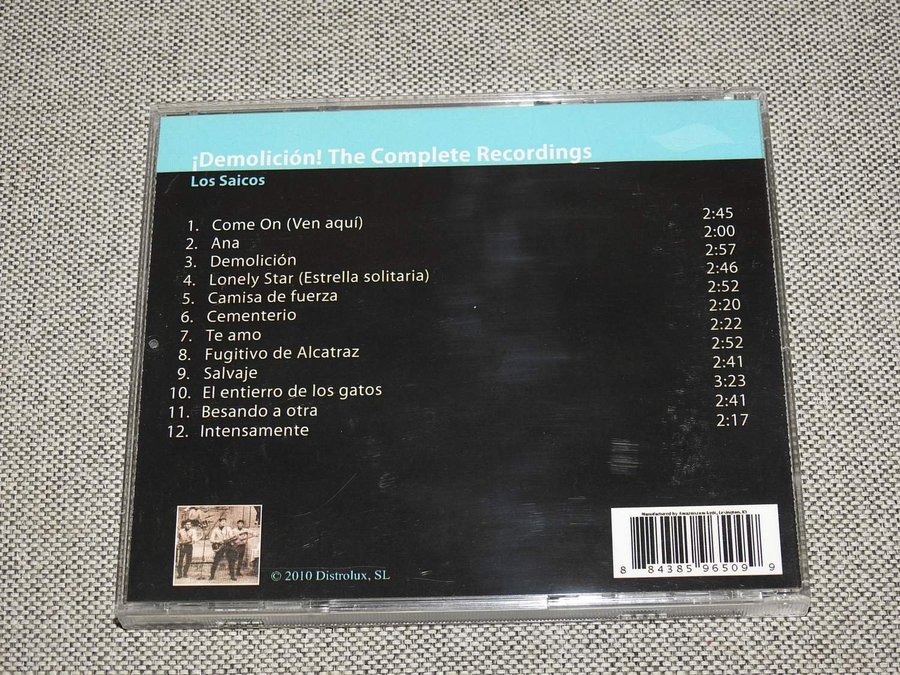 ¡Demolición! The Complete Recordings
Los Saicos
1. Come On (Ven aquí) 2:45
2. Ana 2:00
3. Demolición 2:57
4. Lonely Star (Estrella solitaria) 2:46
5. Camisa de fuerza 2:52
6. Cementerio 2:20
7. Te amo 2:22
8. Fugitivo de Alcatraz 2:52
9. Salvaje 2:41
10. El entierro de los gatos 3:23
11. Besando a otra 2:41
12. Intensamente 2:17
Manufactured by Amazon.com
© 2010 Distrolux, SL
8 84385 96509 9